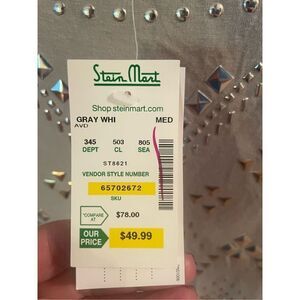 Stein Mart
Shop steinmart.com
GRAY WHI MED
AVD
345 503 805
DEPT CL SEA
ST8621
VENDOR STYLE NUMBER
65702672
SKU
"COMPARE AT $78.00
OUR PRICE $49.99